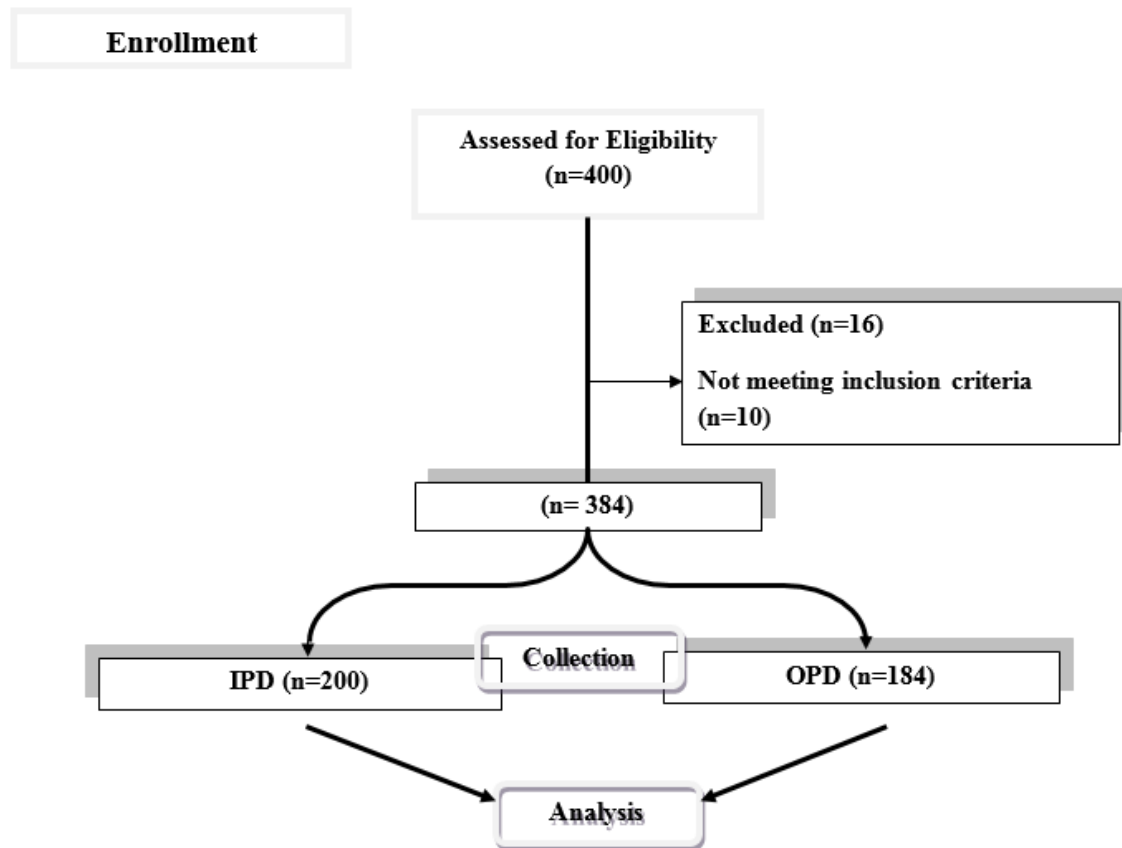 Enrollment
Assessed for Eligibility
(n=400)
Excluded (n=16)
Not meeting inclusion criteria
(n=10)
(n= 384)
Collection
IPD (n=200)
OPD (n=184)
Analysis